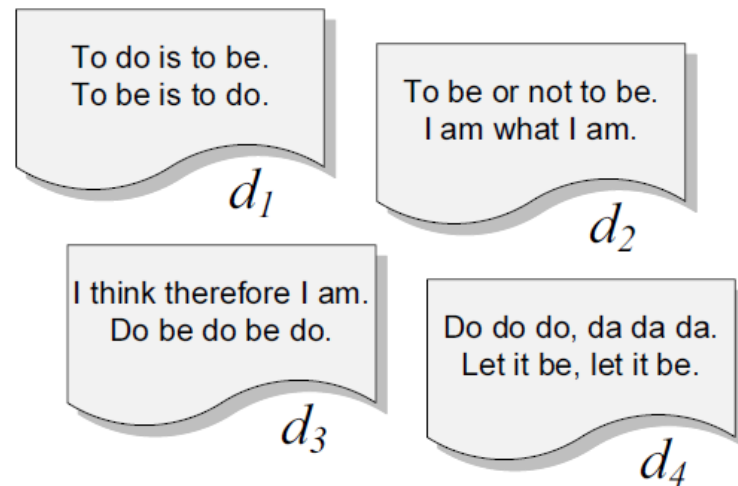 To do is to be.
To be is to do.
d1
To be or not to be.
I am what I am.
d2
I think therefore I am.
Do be do be do.
d3
Do do do, da da da.
Let it be, let it be.
d4